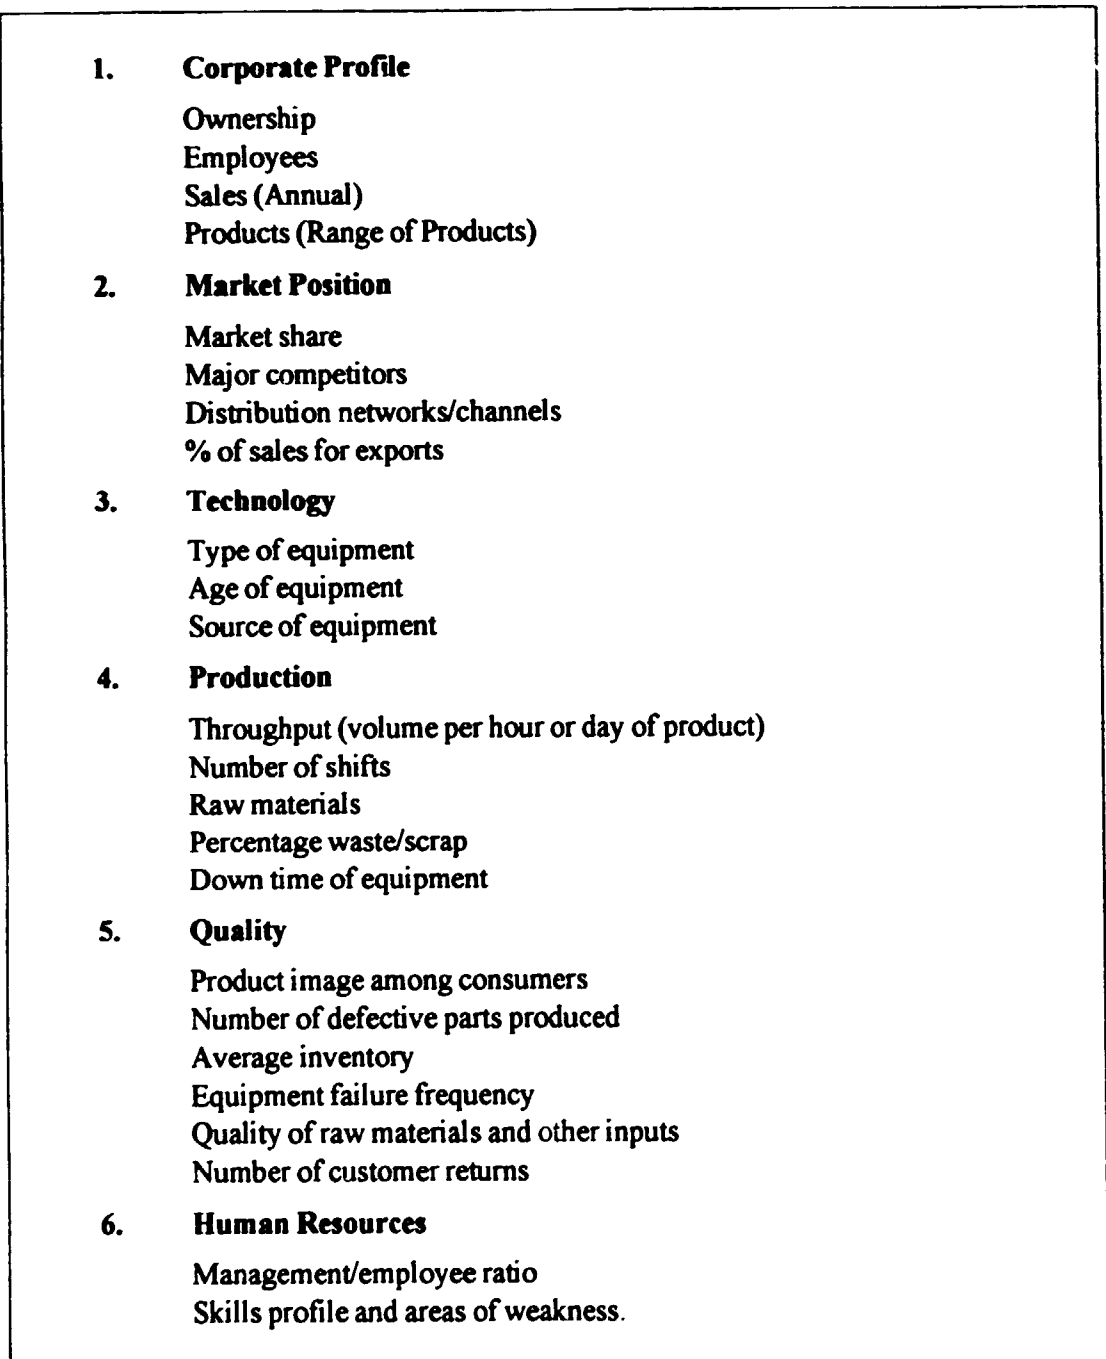 1. Corporate Profile
Ownership
Employees
Sales (Annual)
Products (Range of Products)
2. Market Position
Market share
Major competitors
Distribution networks/channels
% of sales for exports
3. Technology
Type of equipment
Age of equipment
Source of equipment
4. Production
Throughput (volume per hour or day of product)
Number of shifts
Raw materials
Percentage waste/scrap
Down time of equipment
5. Quality
Product image among consumers
Number of defective parts produced
Average inventory
Equipment failure frequency
Quality of raw materials and other inputs
Number of customer returns
6. Human Resources
Management/employee ratio
Skills profile and areas of weakness.